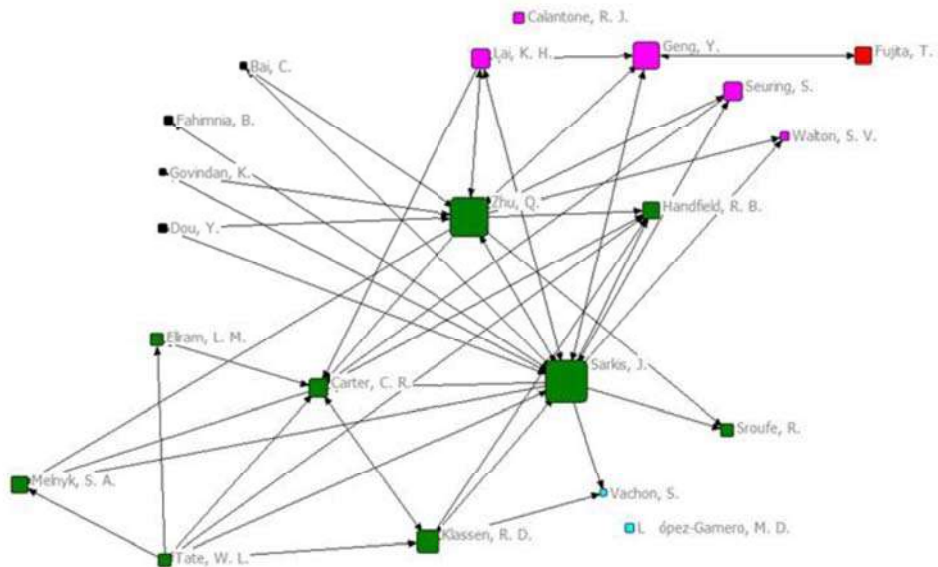 Calantone, R. J.
Lai, K. H.
Geng, Y.
Fujita, T.
Bai, C.
Seuring, S.
Fahimnia, B.
Walton, S. V.
Govindan, K.
Zhu, Q.
Handfield, R. B.
Dou, Y.
Ellram, L. M.
Sarkis, J.
Carter, C. R.
Sroufe, R.
Melnyk, S. A.
Vachon, S.
L ópez-Gamero, M. D.
Klassen, R. D.
Tate, W. L.